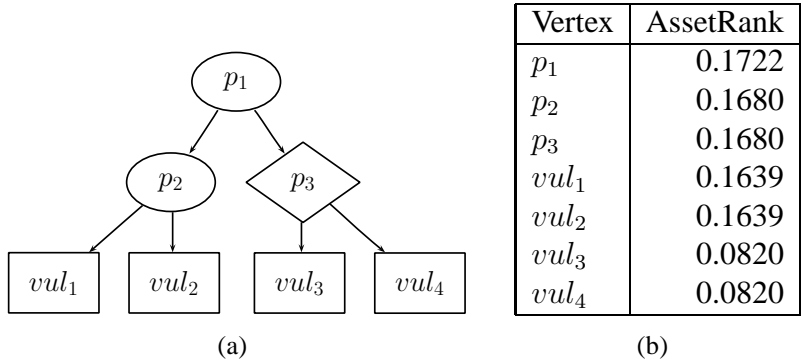 p1
p2 p3
vul1 vul2 vul3 vul4
(a)
Vertex AssetRank
p1 0.1722
p2 0.1680
p3 0.1680
vul1 0.1639
vul2 0.1639
vul3 0.0820
vul4 0.0820
(b)